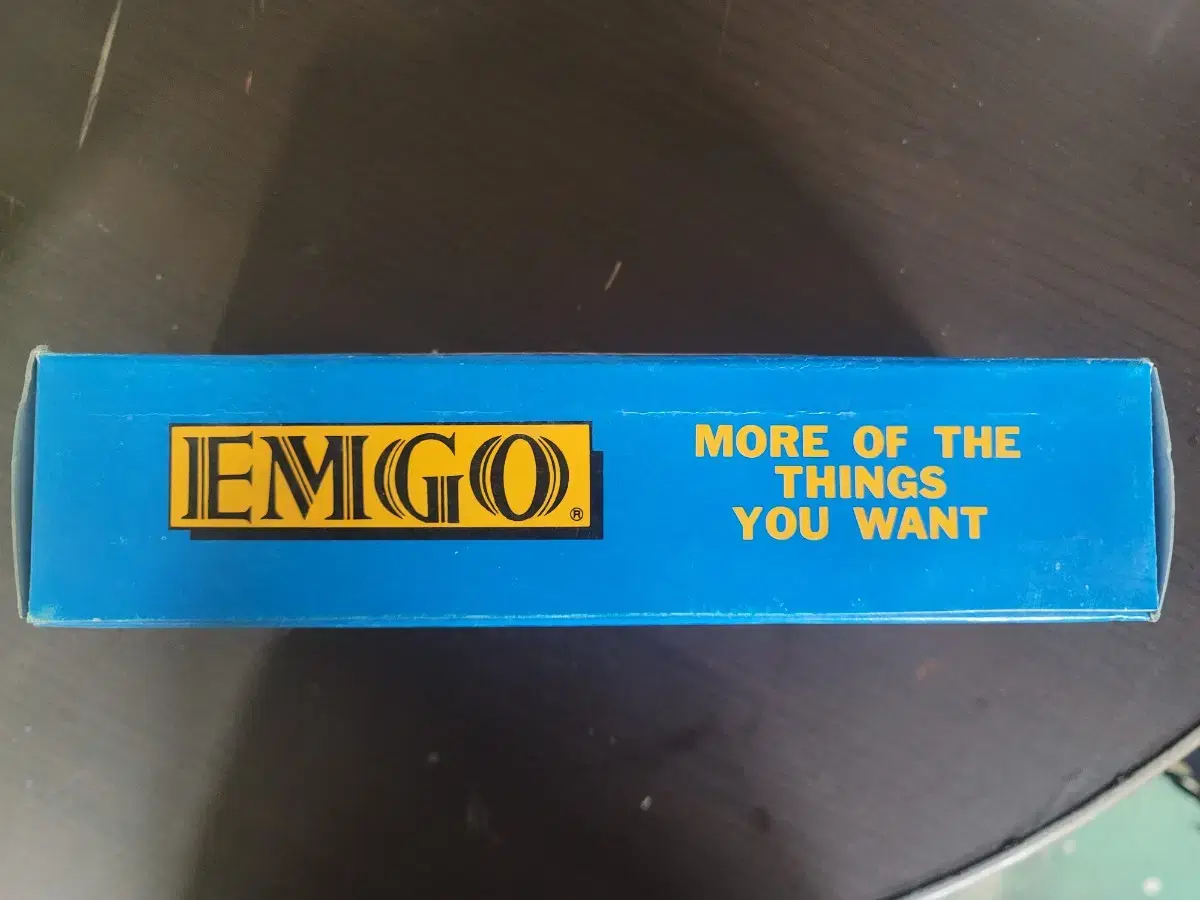 EMGO®
MORE OF THE
THINGS
YOU WANT